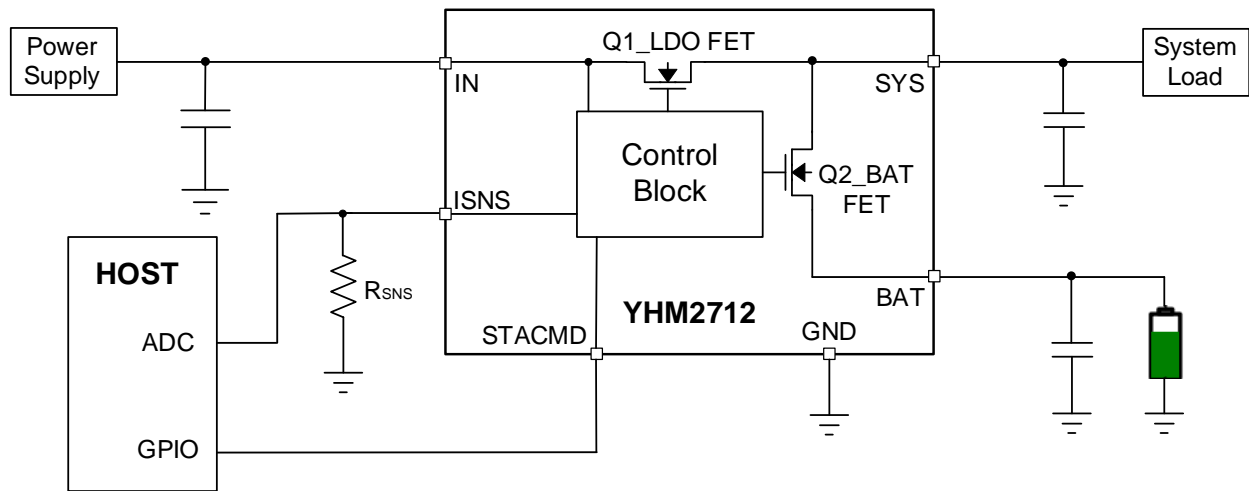 Power
Supply
Q1_LDO FET
System
Load
IN
SYS
Control
Block
Q2_BAT
FET
ISNS
HOST
RSNS
BAT
YHM2712
ADC
STACMD
GND
GPIO